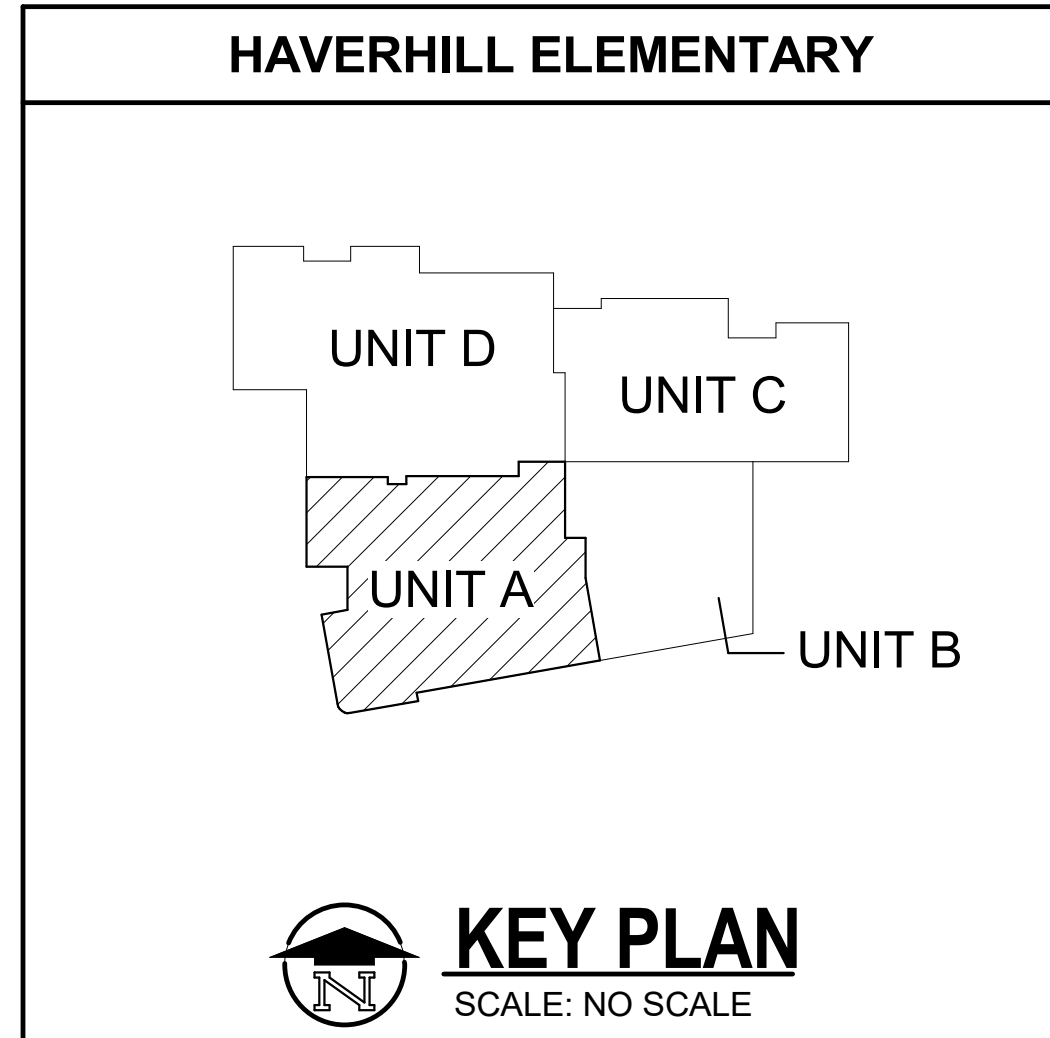 HAVERHILL ELEMENTARY
UNIT D
UNIT C
UNIT A
UNIT B
N
KEY PLAN
SCALE: NO SCALE